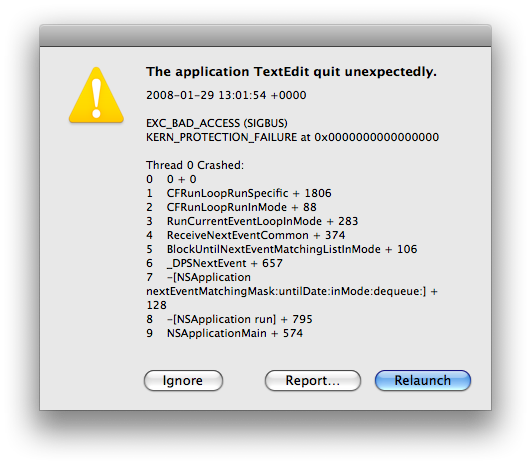 The application TextEdit quit unexpectedly.
2008-01-29 13:01:54 +0000
EXC_BAD_ACCESS (SIGBUS)
KERN_PROTECTION_FAILURE at 0x0000000000000000
Thread 0 Crashed:
0 0 + 0
1 CFRunLoopRunSpecific + 1806
2 CFRunLoopRunInMode + 88
3 RunCurrentEventLoopInMode + 283
4 ReceiveNextEventCommon + 374
5 BlockUntilNextEventMatchingListInMode + 106
6 _DPSNextEvent + 657
7 -[NSApplication
nextEventMatchingMask:untilDate:inMode:dequeue:] +
128
8 -[NSApplication run] + 795
9 NSApplicationMain + 574
Ignore Report... Relaunch